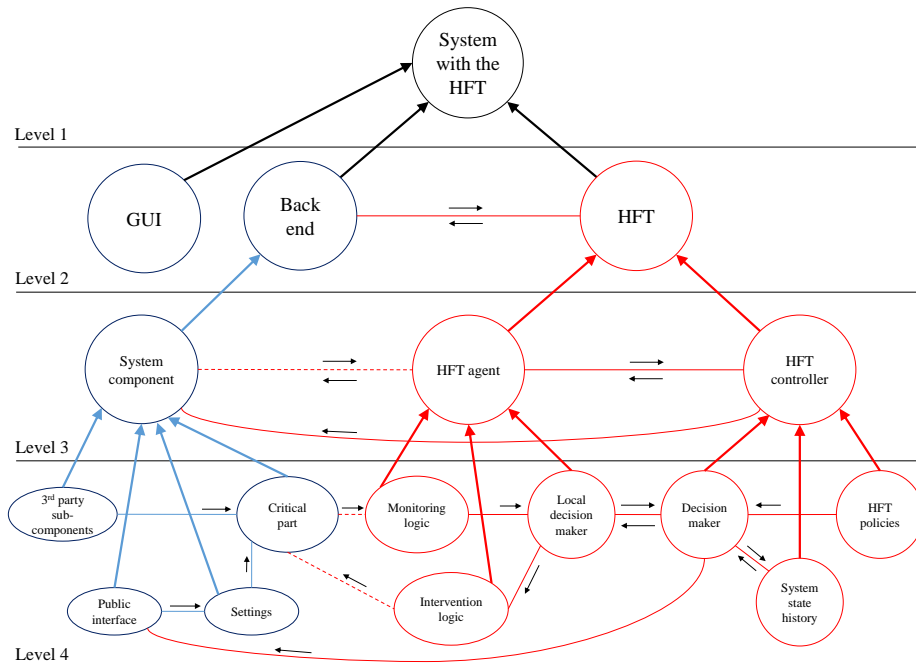 System
with the
HFT
Level 1
GUI
Back
end
HFT
Level 2
System
component
HFT agent
HFT
controller
Level 3
3rd party
sub-
components
Critical
part
Monitoring
logic
Local
decision
maker
Decision
maker
HFT
policies
Public
interface
Settings
Intervention
logic
System
state
history
Level 4